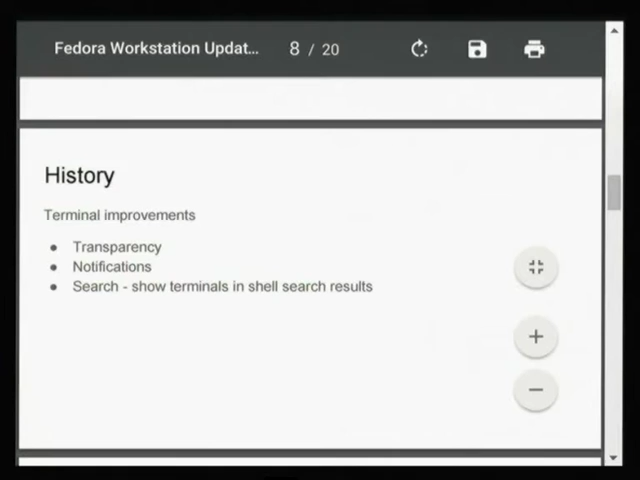 Fedora Workstation Updat... 8 / 20
History
Terminal improvements
● Transparency
● Notifications
● Search - show terminals in shell search results